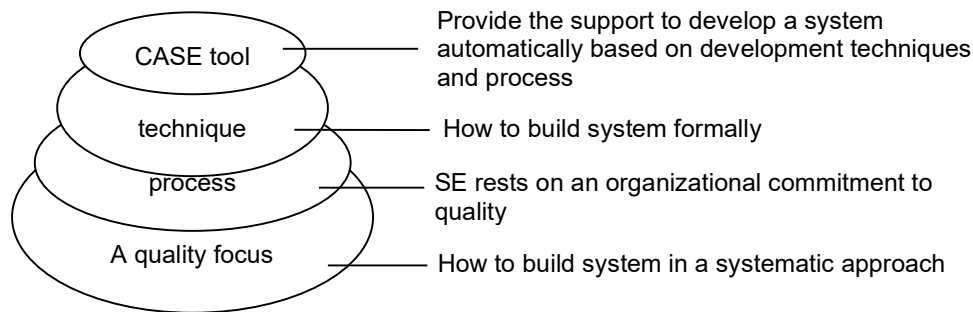 CASE tool
Provide the support to develop a system
automatically based on development techniques
and process
technique
How to build system formally
process
SE rests on an organizational commitment to
quality
A quality focus
How to build system in a systematic approach